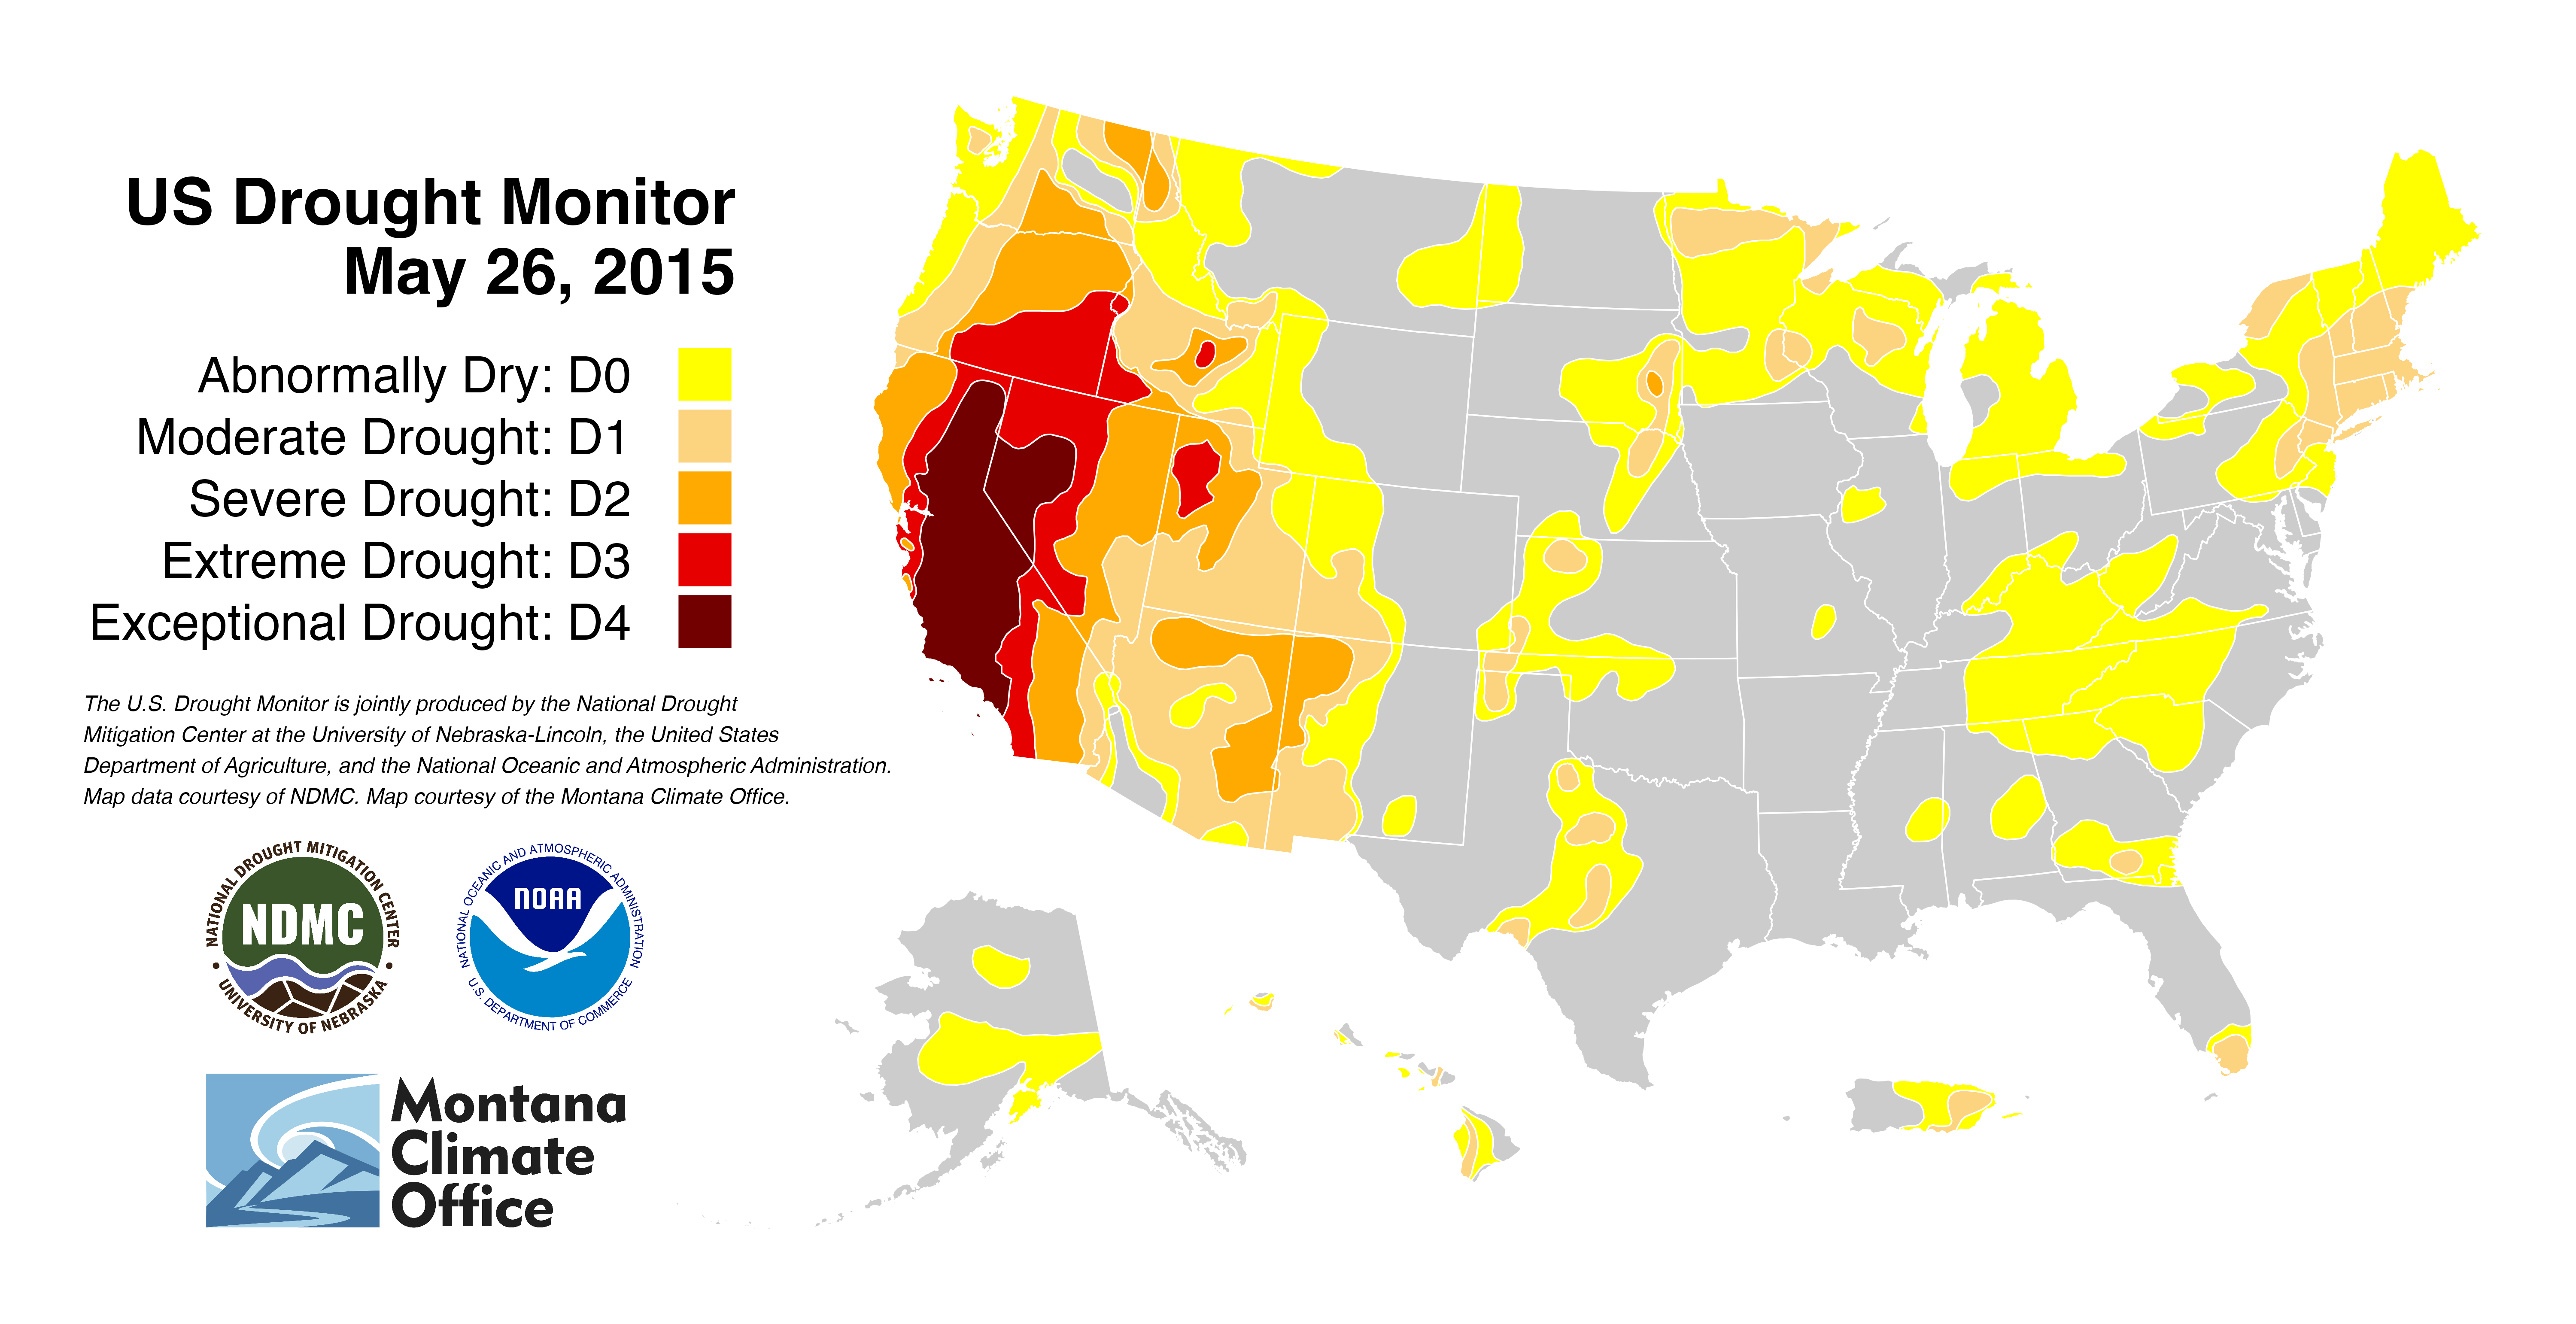 US Drought Monitor
May 26, 2015
Abnormally Dry: D0
Moderate Drought: D1
Severe Drought: D2
Extreme Drought: D3
Exceptional Drought: D4
The U.S. Drought Monitor is jointly produced by the National Drought
Mitigation Center at the University of Nebraska-Lincoln, the United States
Department of Agriculture, and the National Oceanic and Atmospheric Administration.
Map data courtesy of NDMC. Map courtesy of the Montana Climate Office.
NATIONAL DROUGHT MITIGATION CENTER
NDMC
• UNIVERSITY OF NEBRASKA •
NATIONAL OCEANIC AND ATMOSPHERIC ADMINISTRATION
NOAA
U.S. DEPARTMENT OF COMMERCE
Montana
Climate
Office